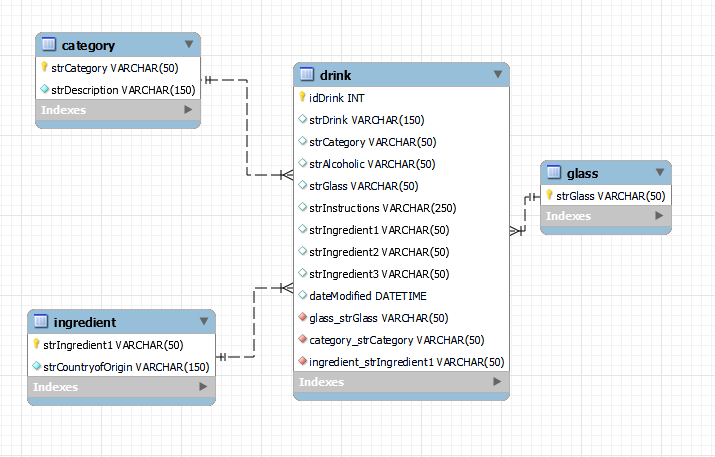 category
strCategory VARCHAR(50)
strDescription VARCHAR(150)
Indexes
drink
idDrink INT
strDrink VARCHAR(150)
strCategory VARCHAR(50)
strAlcoholic VARCHAR(50)
strGlass VARCHAR(50)
strInstructions VARCHAR(250)
strIngredient1 VARCHAR(50)
strIngredient2 VARCHAR(50)
strIngredient3 VARCHAR(50)
dateModified DATETIME
glass_strGlass VARCHAR(50)
category_strCategory VARCHAR(50)
ingredient_strIngredient1 VARCHAR(50)
Indexes
glass
strGlass VARCHAR(50)
Indexes
ingredient
strIngredient1 VARCHAR(50)
strCountryofOrigin VARCHAR(150)
Indexes